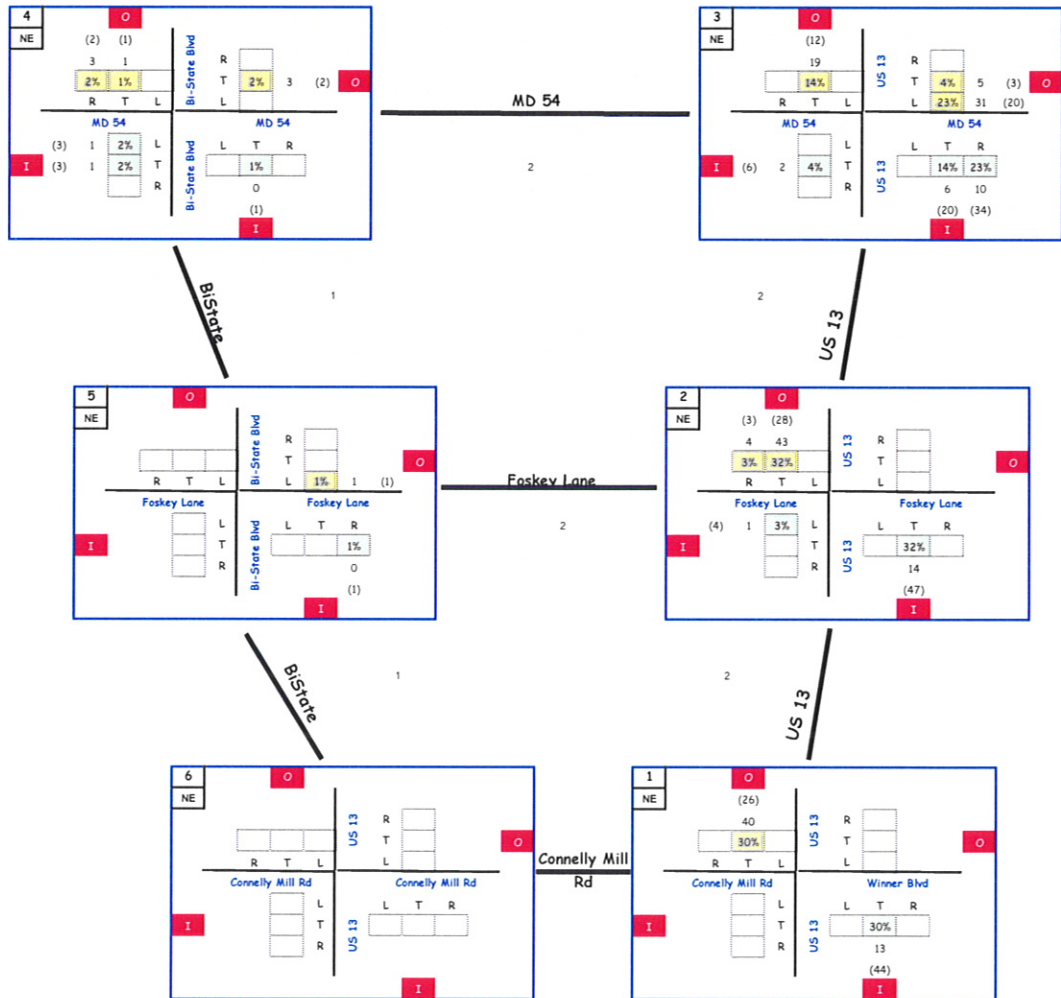 4
NE
O
(2) (1)
3 1
2% 1%
R T L
Bi-State Blvd
R
T 2% 3 (2) O
L
MD 54
MD 54
(3) 1 2% L
I (3) 1 2% T
R
Bi-State Blvd
L T R
1%
0
(1)
I
MD 54
2
3
NE
O
(12)
19
14%
R T L
US 13
R
T 4% 5 (3) O
L 23% 31 (20)
MD 54
MD 54
L
I (6) 2 4% T
R
US 13
L T R
14% 23%
6 10
(20) (34)
I
BiState
1
2
US 13
5
NE
O
R T L
Bi-State Blvd
R
T O
L 1% 1 (1)
Foskey Lane
Foskey Lane
L
I T
R
Bi-State Blvd
L T R
1%
0
(1)
I
Foskey Lane
2
2
NE
O
(3) (28)
4 43
3% 32%
R T L
US 13
R
T O
L
Foskey Lane
Foskey Lane
(4) 1 3% L
I T
R
US 13
L T R
32%
14
(47)
I
BiState
1
2
US 13
6
NE
O
R T L
US 13
R
T O
L
Connelly Mill Rd
Connelly Mill Rd
L
I T
R
US 13
L T R
I
Connelly Mill
Rd
1
NE
O
(26)
40
30%
R T L
US 13
R
T O
L
Connelly Mill Rd
Winner Blvd
L
I T
R
US 13
L T R
30%
13
(44)
I